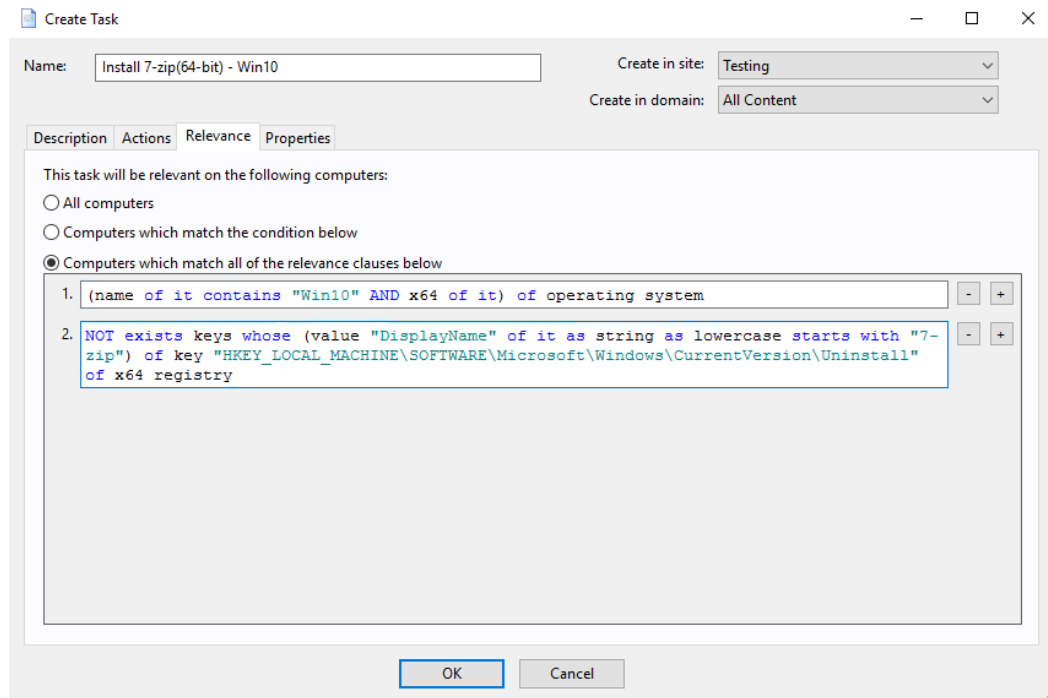 Create Task
Name: Install 7-zip(64-bit) - Win10
Create in site: Testing
Create in domain: All Content
Description Actions Relevance Properties
This task will be relevant on the following computers:
All computers
Computers which match the condition below
Computers which match all of the relevance clauses below
1. (name of it contains "Win10" AND x64 of it) of operating system - +
2. NOT exists keys whose (value "DisplayName" of it as string as lowercase starts with "7- - +
zip") of key "HKEY_LOCAL_MACHINE\SOFTWARE\Microsoft\Windows\CurrentVersion\Uninstall"
of x64 registry
OK Cancel